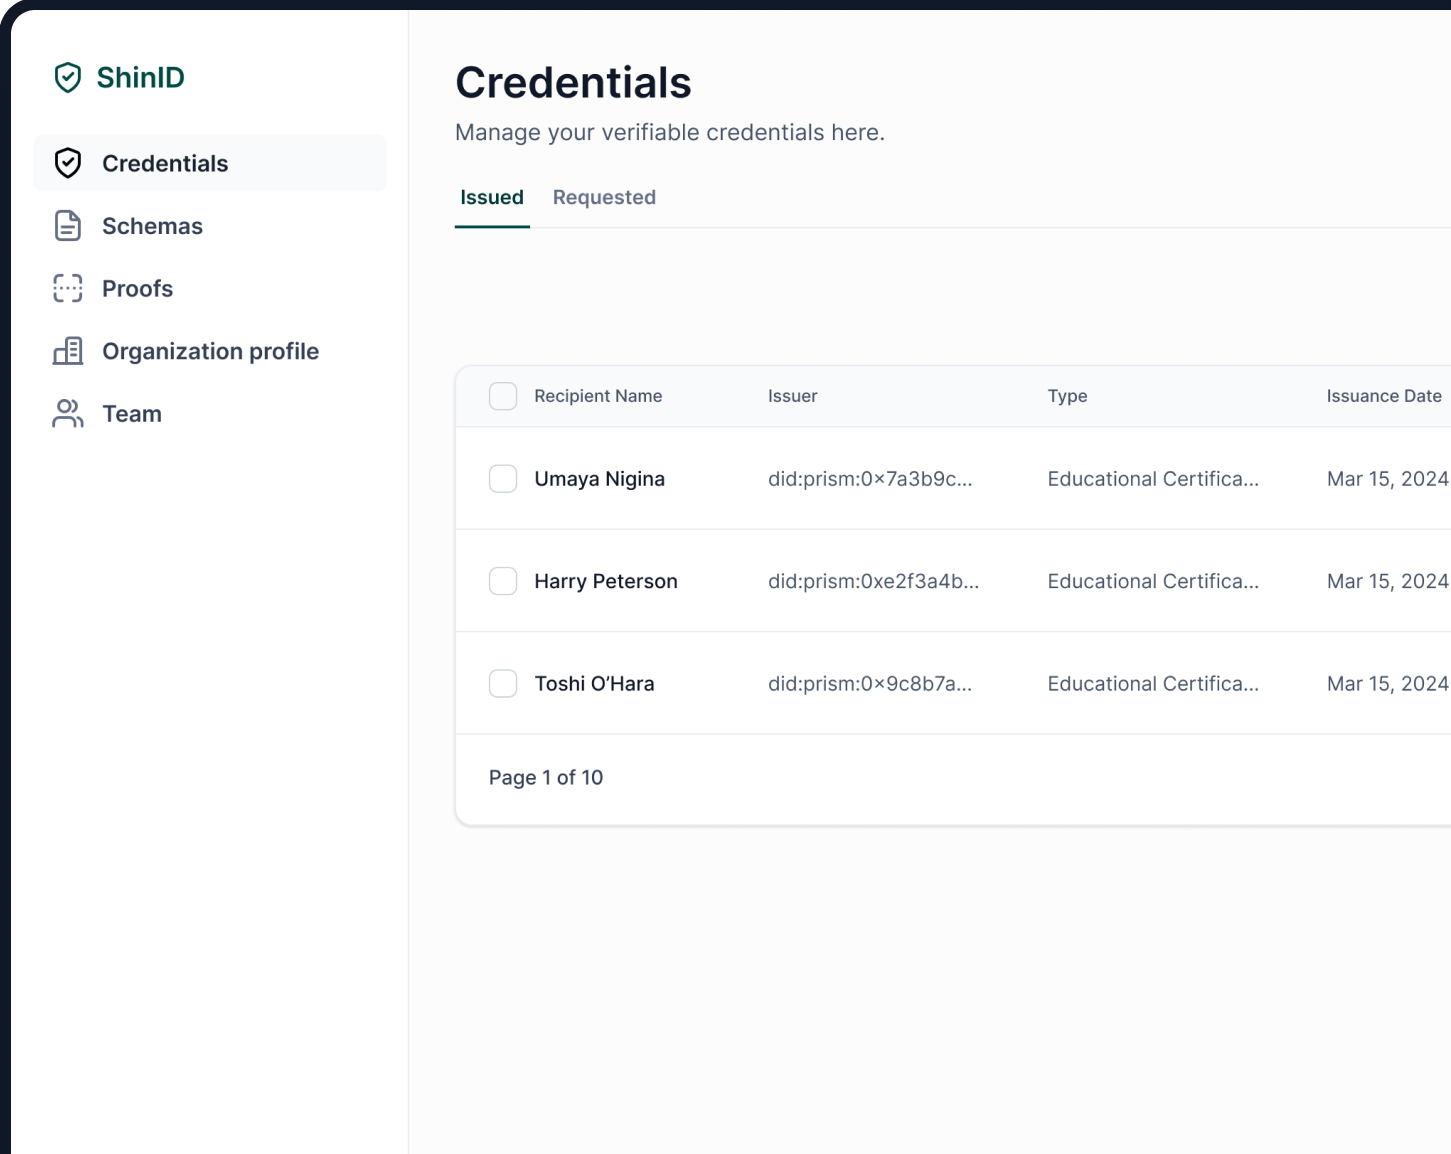 ShinID
Credentials
Schemas
Proofs
Organization profile
Team
Credentials
Manage your verifiable credentials here.
Issued Requested
Recipient Name Issuer Type Issuance Date
Umaya Nigina did:prism:0×7a3b9c... Educational Certifica... Mar 15, 2024
Harry Peterson did:prism:0xe2f3a4b... Educational Certifica... Mar 15, 2024
Toshi O’Hara did:prism:0×9c8b7a... Educational Certifica... Mar 15, 2024
Page 1 of 10